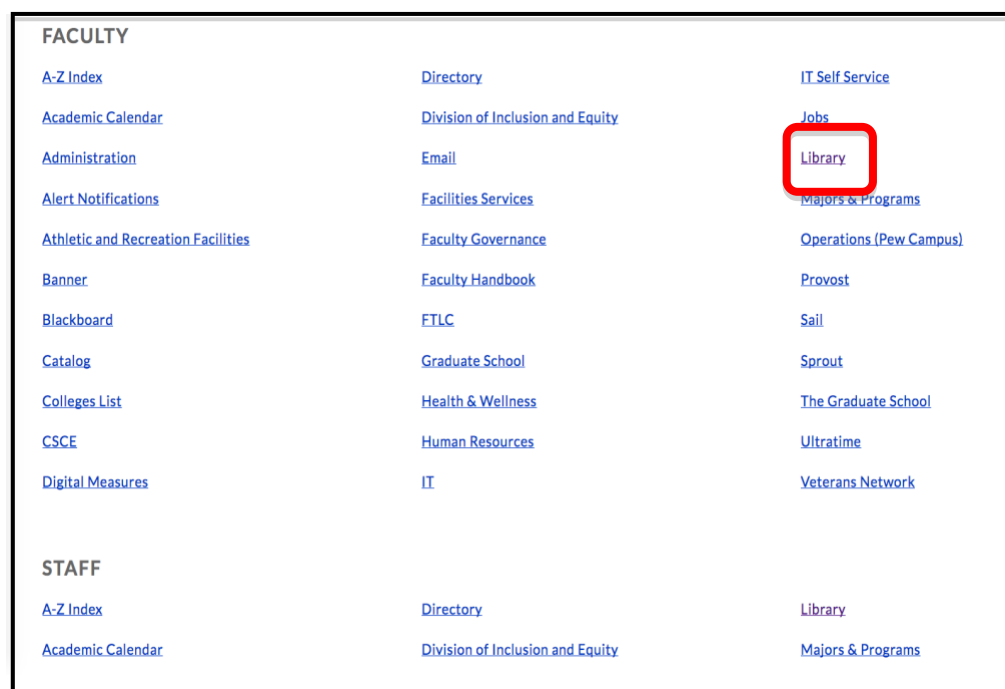 FACULTY
A-Z Index
Directory
IT Self Service
Academic Calendar
Division of Inclusion and Equity
Jobs
Administration
Email
Library
Alert Notifications
Facilities Services
Majors & Programs
Athletic and Recreation Facilities
Faculty Governance
Operations (Pew Campus)
Banner
Faculty Handbook
Provost
Blackboard
FTLC
Sail
Catalog
Graduate School
Sprout
Colleges List
Health & Wellness
The Graduate School
CSCE
Human Resources
Ultratime
Digital Measures
IT
Veterans Network
STAFF
A-Z Index
Directory
Library
Academic Calendar
Division of Inclusion and Equity
Majors & Programs